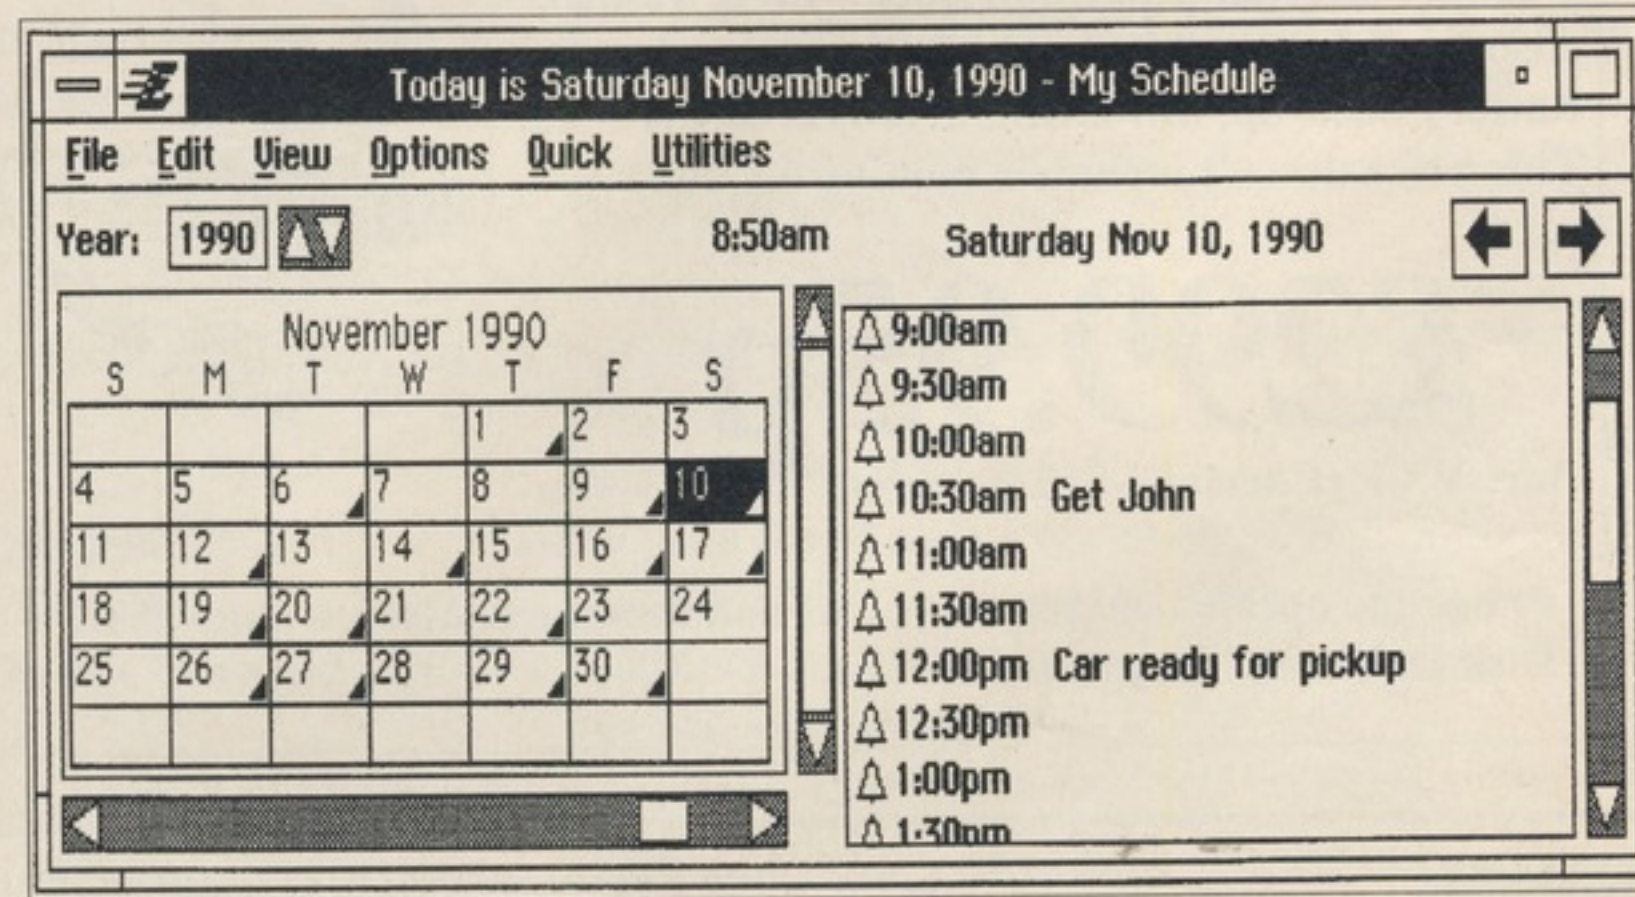 Today is Saturday November 10, 1990 - My Schedule
File Edit View Options Quick Utilities
Year: 1990 8:50am Saturday Nov 10, 1990
November 1990
S M T W T F S
1 2 3
4 5 6 7 8 9 10
11 12 13 14 15 16 17
18 19 20 21 22 23 24
25 26 27 28 29 30
9:00am
9:30am
10:00am
10:30am Get John
11:00am
11:30am
12:00pm Car ready for pickup
12:30pm
1:00pm
1:30pm